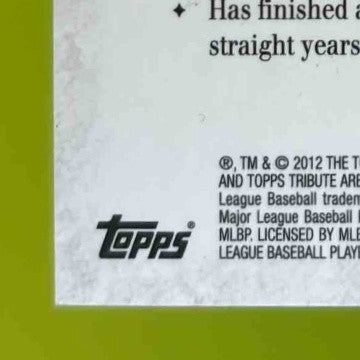 ✦ Has finished
straight years
®, TM & © 2012 THE T
AND TOPPS TRIBUTE ARE
League Baseball tradem
Major League Baseball
MLBP. LICENSED BY MLB
LEAGUE BASEBALL PLAY
Topps®